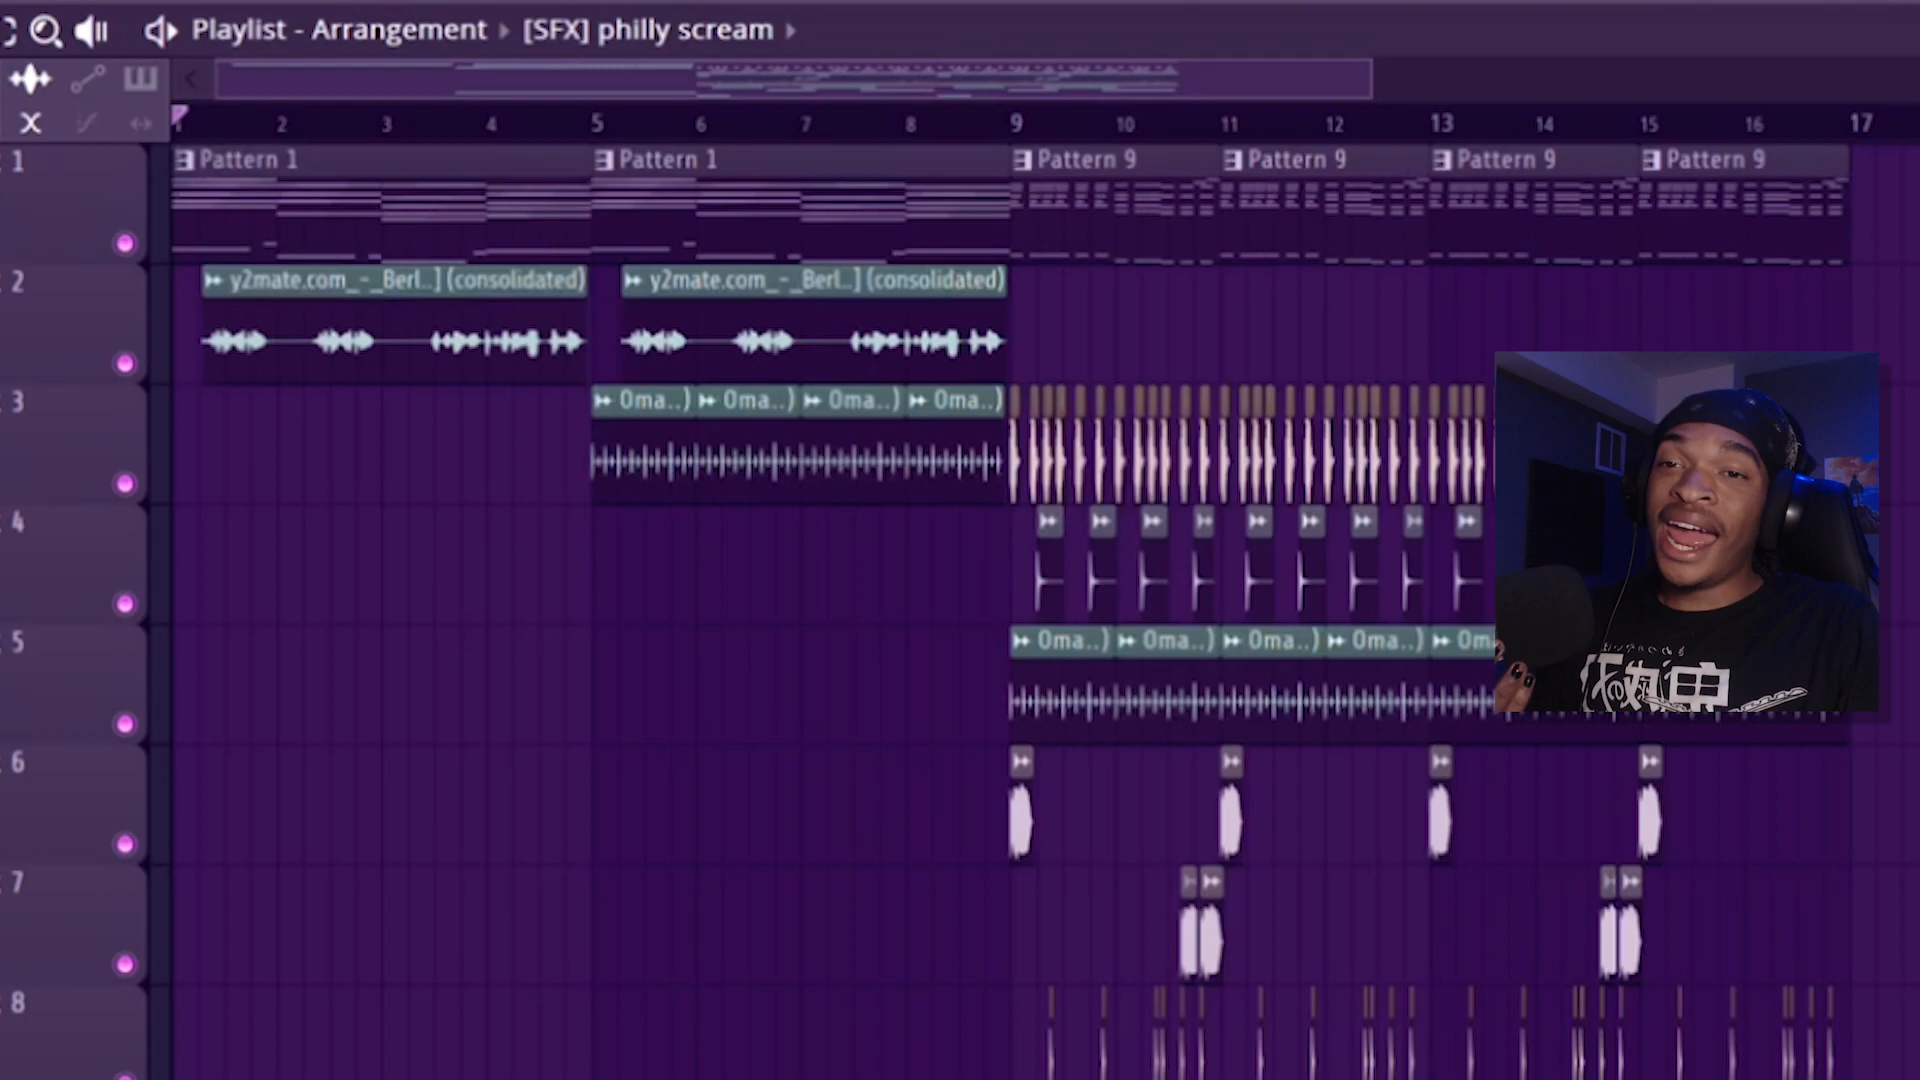 Playlist - Arrangement ▸ [SFX] philly scream ▸
1 2 3 4 5 6 7 8 9 10 11 12 13 14 15 16 17
1 Pattern 1 Pattern 1 Pattern 9 Pattern 9 Pattern 9 Pattern 9
2 y2mate.com_-_Berl..] (consolidated) y2mate.com_-_Berl..] (consolidated)
3 Oma..) Oma..) Oma..) Oma..)
4
5 Oma..) Oma..) Oma..) Oma..) Om
6
7
8